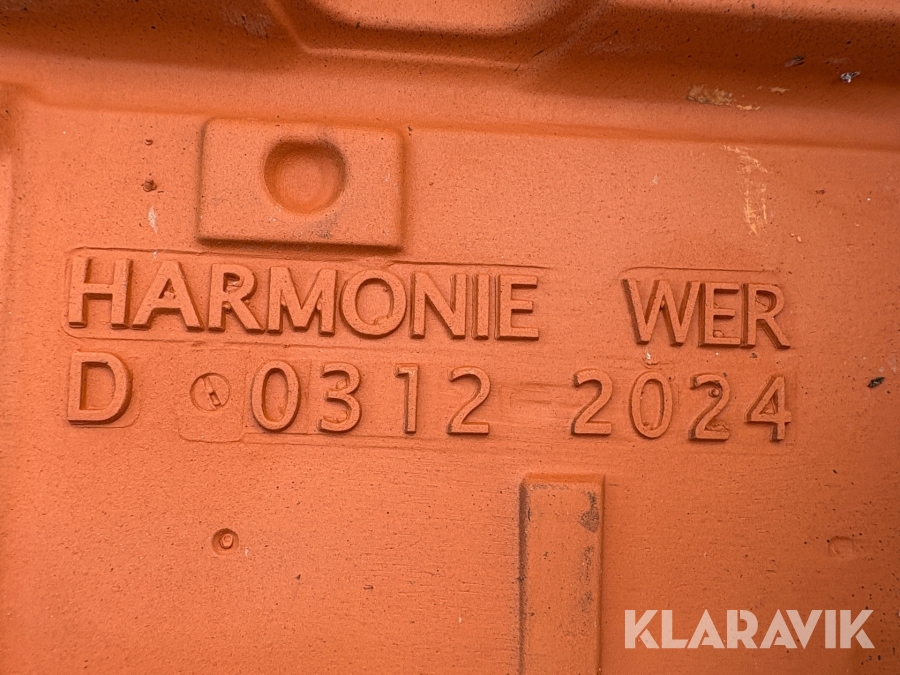 HARMONIE WER
D 0312 2024
KLARAVIK